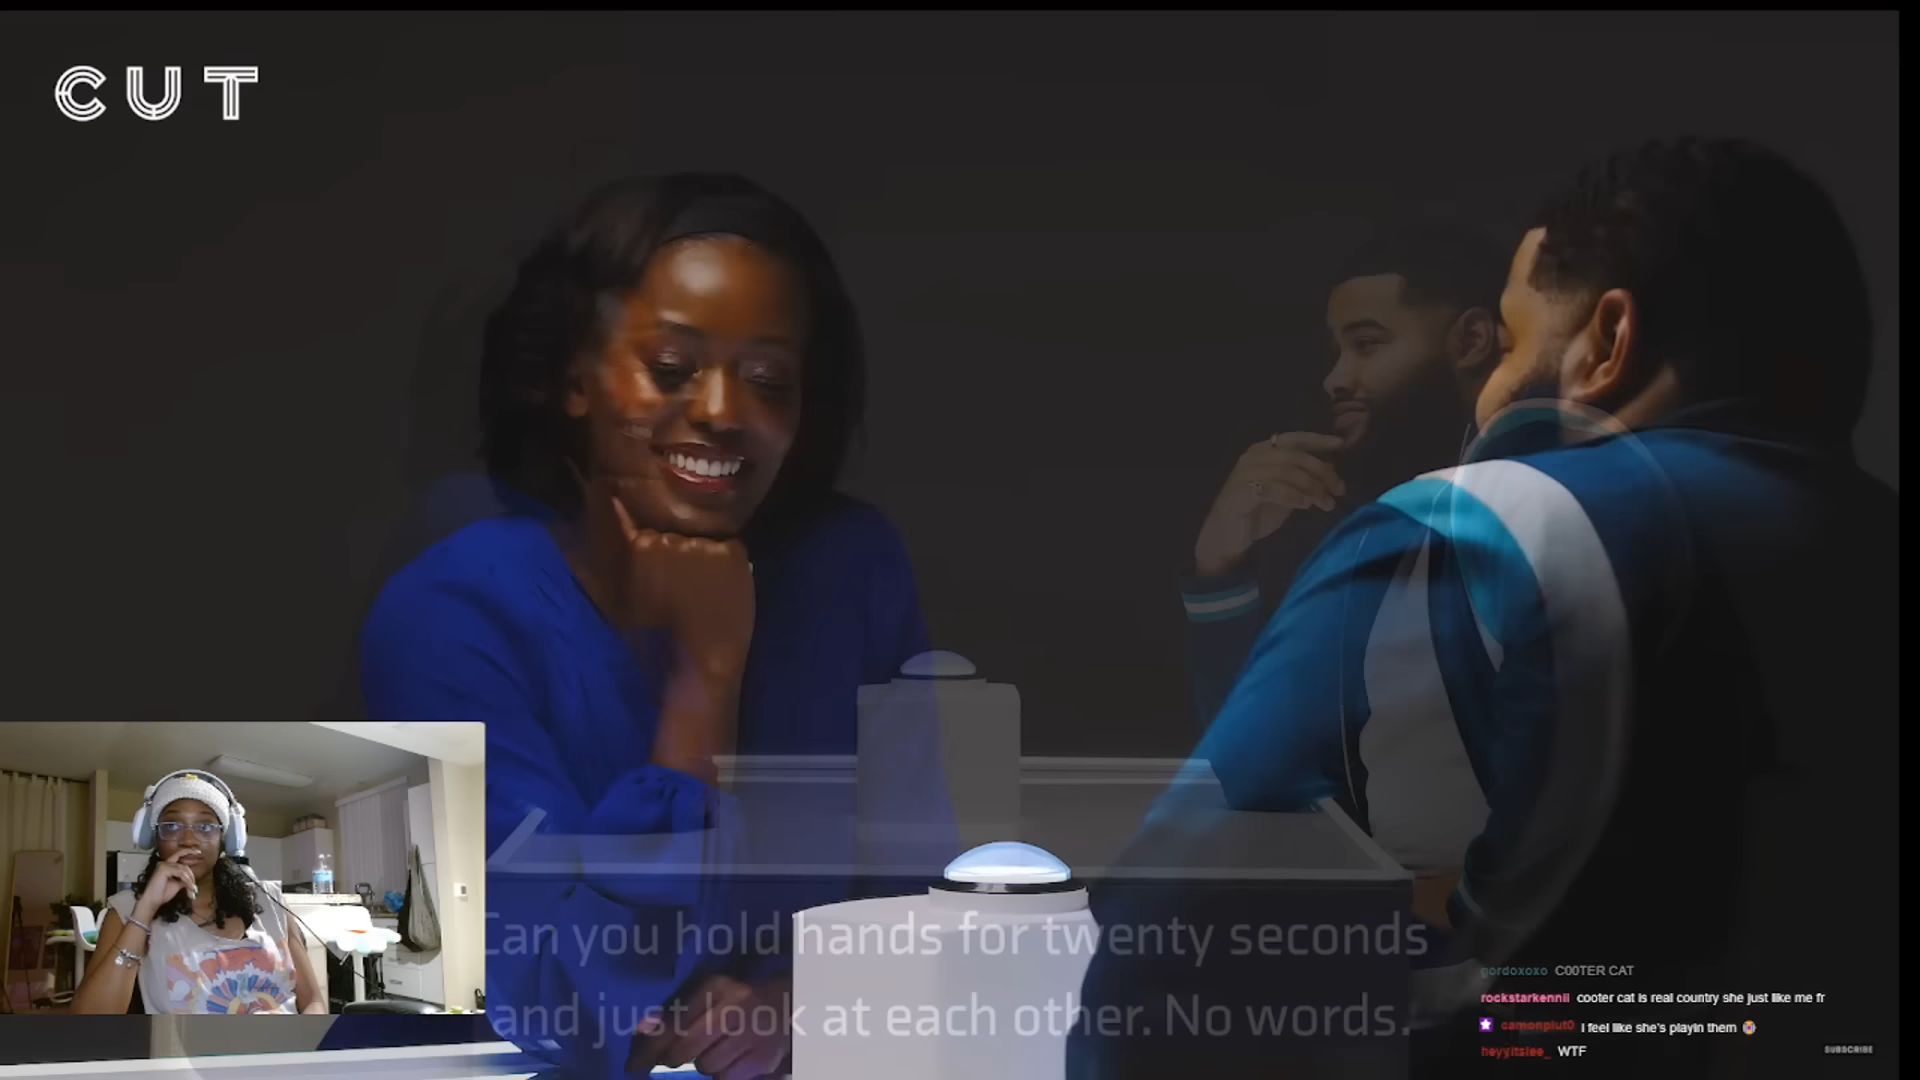 CUT
Can you hold hands for twenty seconds
and just look at each other. No words.
gordoxoxo C00TER CAT
rockstarkennii cooter cat is real country she just like me fr
camonplut0 I feel like she's playin them
heyyitslee_ WTF
SUBSCRIBE